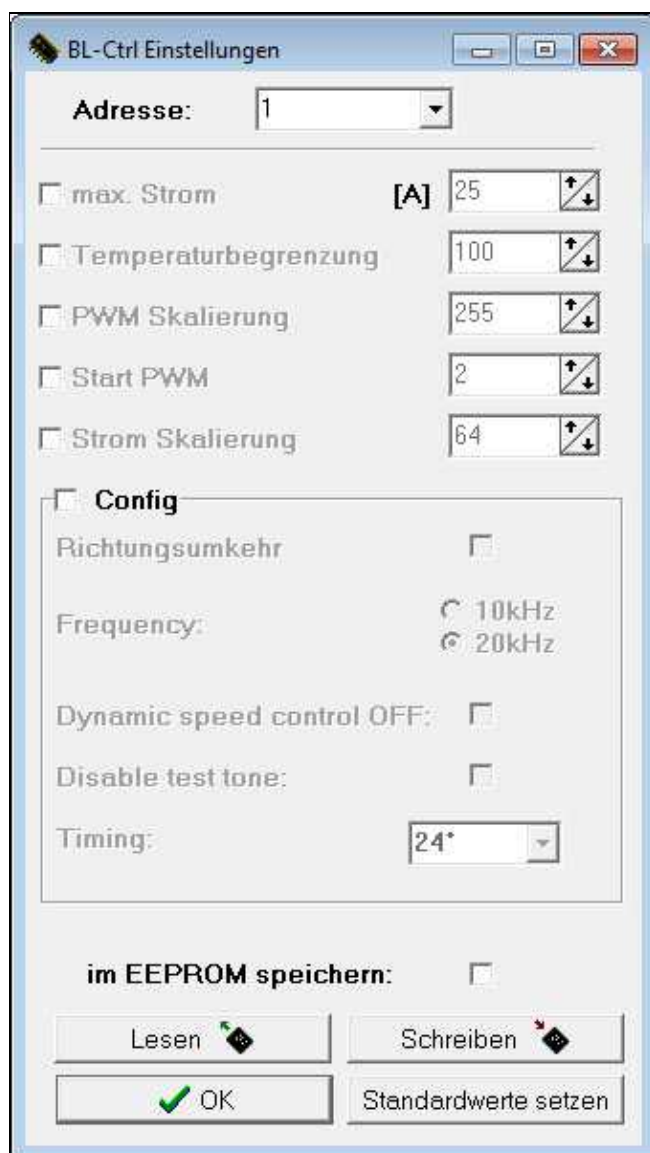 BL-Ctrl Einstellungen
Adresse: 1
max. Strom [A] 25
Temperaturbegrenzung 100
PWM Skalierung 255
Start PWM 2
Strom Skalierung 64
Config
Richtungsumkehr
10kHz
Frequency:
20kHz
Dynamic speed control OFF:
Disable test tone:
Timing: 24°
im EEPROM speichern:
Lesen Schreiben
OK Standardwerte setzen